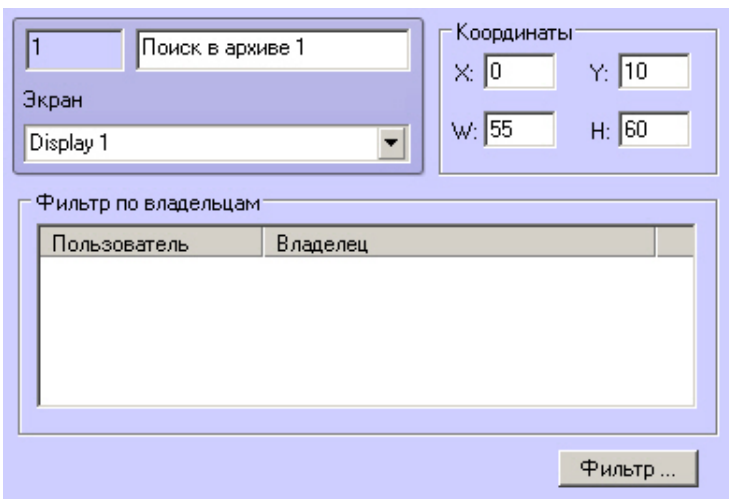 1 Поиск в архиве 1
Экран
Display 1
Координаты
X: 0 Y: 10
W: 55 H: 60
Фильтр по владельцам
Пользователь Владелец
Фильтр ...